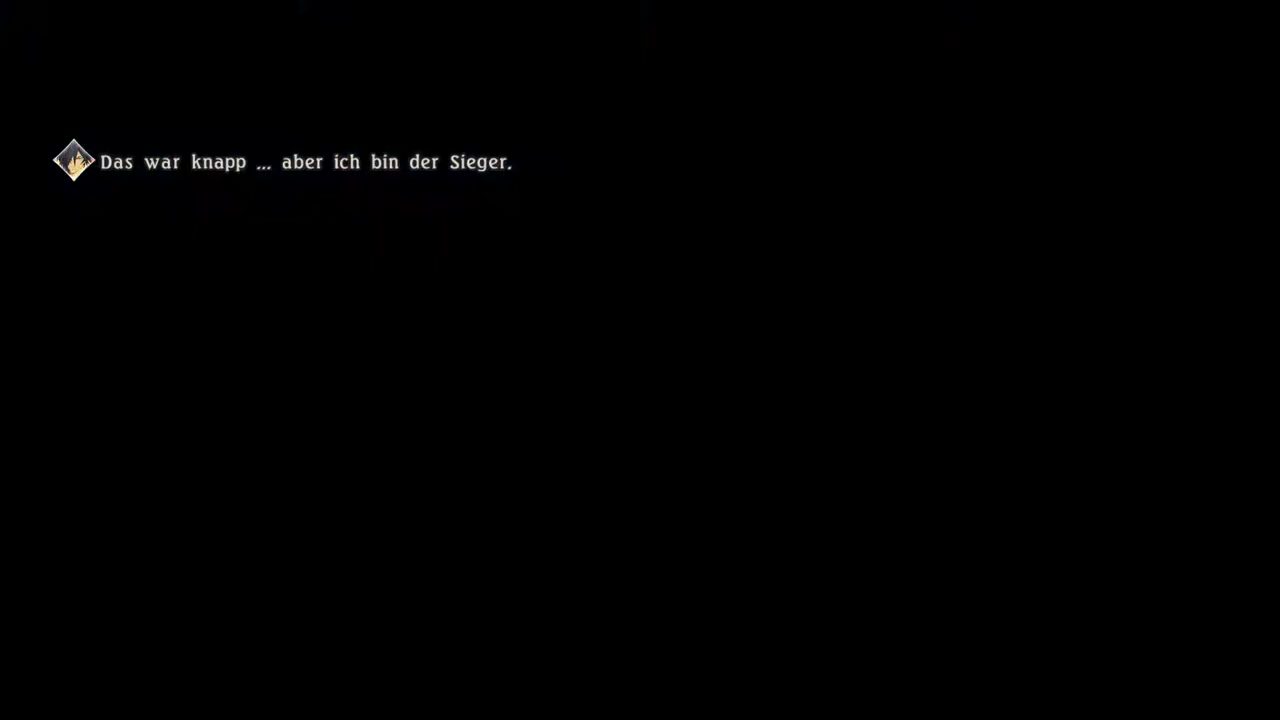 Das war knapp ... aber ich bin der Sieger.